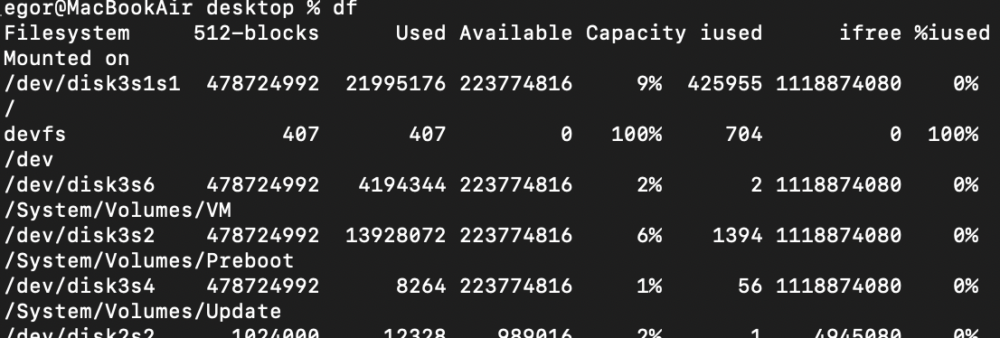 egor@MacBookAir desktop % df
Filesystem     512-blocks      Used Available Capacity iused      ifree %iused
Mounted on
/dev/disk3s1s1  478724992  21995176 223774816     9%  425955 1118874080     0%
/
devfs                 407       407         0   100%     704          0  100%
/dev
/dev/disk3s6    478724992   4194344 223774816     2%       2 1118874080     0%
/System/Volumes/VM
/dev/disk3s2    478724992  13928072 223774816     6%    1394 1118874080     0%
/System/Volumes/Preboot
/dev/disk3s4    478724992      8264 223774816     1%      56 1118874080     0%
/System/Volumes/Update
/dev/disk2s2      1024000     12328    989016     2%       1    4945080     0%